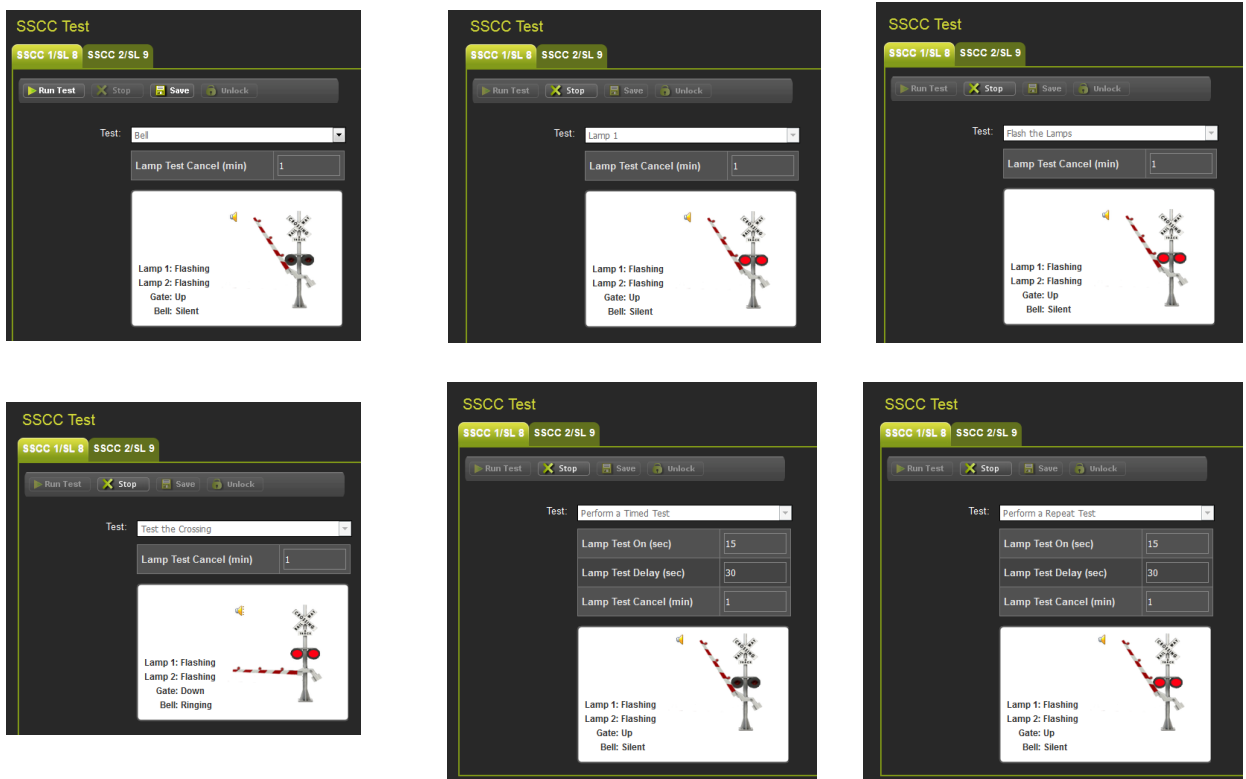 SSCC Test
SSCC 1/SL 8 SSCC 2/SL 9
Run Test Stop Save Unlock
Test: Bell
Lamp Test Cancel (min) 1
Lamp 1: Flashing
Lamp 2: Flashing
Gate: Up
Bell: Silent
SSCC Test
SSCC 1/SL 8 SSCC 2/SL 9
Run Test Stop Save Unlock
Test: Lamp 1
Lamp Test Cancel (min) 1
Lamp 1: Flashing
Lamp 2: Flashing
Gate: Up
Bell: Silent
SSCC Test
SSCC 1/SL 8 SSCC 2/SL 9
Run Test Stop Save Unlock
Test: Flash the Lamps
Lamp Test Cancel (min) 1
Lamp 1: Flashing
Lamp 2: Flashing
Gate: Up
Bell: Silent
SSCC Test
SSCC 1/SL 8 SSCC 2/SL 9
Run Test Stop Save Unlock
Test: Test the Crossing
Lamp Test Cancel (min) 1
Lamp 1: Flashing
Lamp 2: Flashing
Gate: Down
Bell: Ringing
SSCC Test
SSCC 1/SL 8 SSCC 2/SL 9
Run Test Stop Save Unlock
Test: Perform a Timed Test
Lamp Test On (sec) 15
Lamp Test Delay (sec) 30
Lamp Test Cancel (min) 1
Lamp 1: Flashing
Lamp 2: Flashing
Gate: Up
Bell: Silent
SSCC Test
SSCC 1/SL 8 SSCC 2/SL 9
Run Test Stop Save Unlock
Test: Perform a Repeat Test
Lamp Test On (sec) 15
Lamp Test Delay (sec) 30
Lamp Test Cancel (min) 1
Lamp 1: Flashing
Lamp 2: Flashing
Gate: Up
Bell: Silent